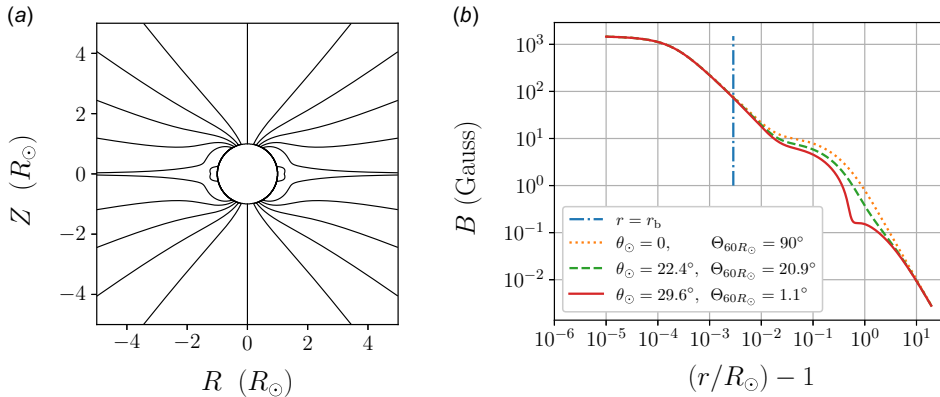 (a)
Z (R☉)
4
2
0
−2
−4
−4 −2 0 2 4
R (R☉)
(b)
B (Gauss)
10³
10²
10¹
10⁰
10⁻¹
10⁻²
r = r_b
θ☉ = 0, Θ₆₀R☉ = 90°
θ☉ = 22.4°, Θ₆₀R☉ = 20.9°
θ☉ = 29.6°, Θ₆₀R☉ = 1.1°
10⁻⁶ 10⁻⁵ 10⁻⁴ 10⁻³ 10⁻² 10⁻¹ 10⁰ 10¹
(r/R☉) − 1